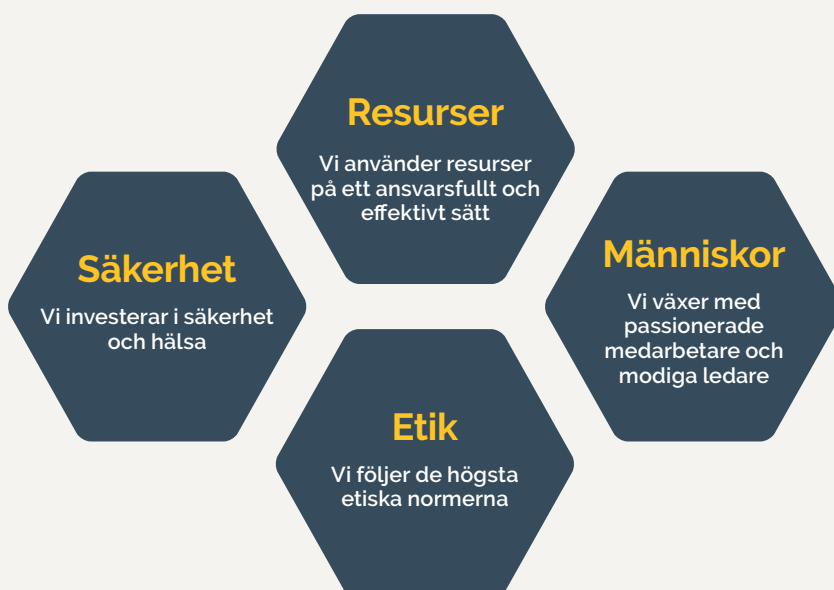 Resurser
Vi använder resurser
på ett ansvarsfullt och
effektivt sätt
Säkerhet
Vi investerar i säkerhet
och hälsa
Människor
Vi växer med
passionerade
medarbetare och
modiga ledare
Etik
Vi följer de högsta
etiska normerna